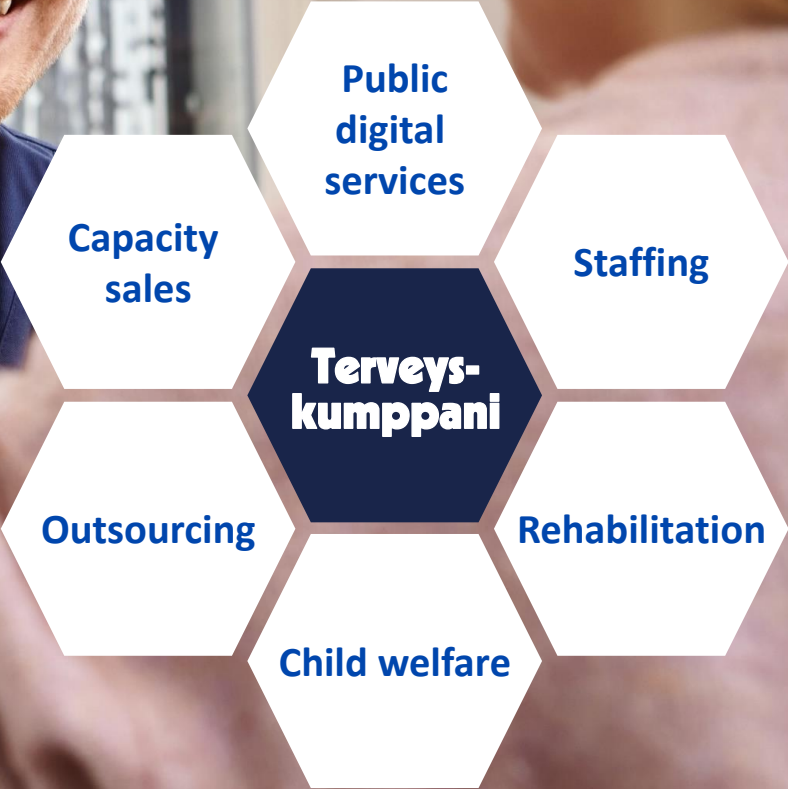 Public
digital
services
Capacity
sales
Staffing
Terveys-
kumppani
Outsourcing
Rehabilitation
Child welfare